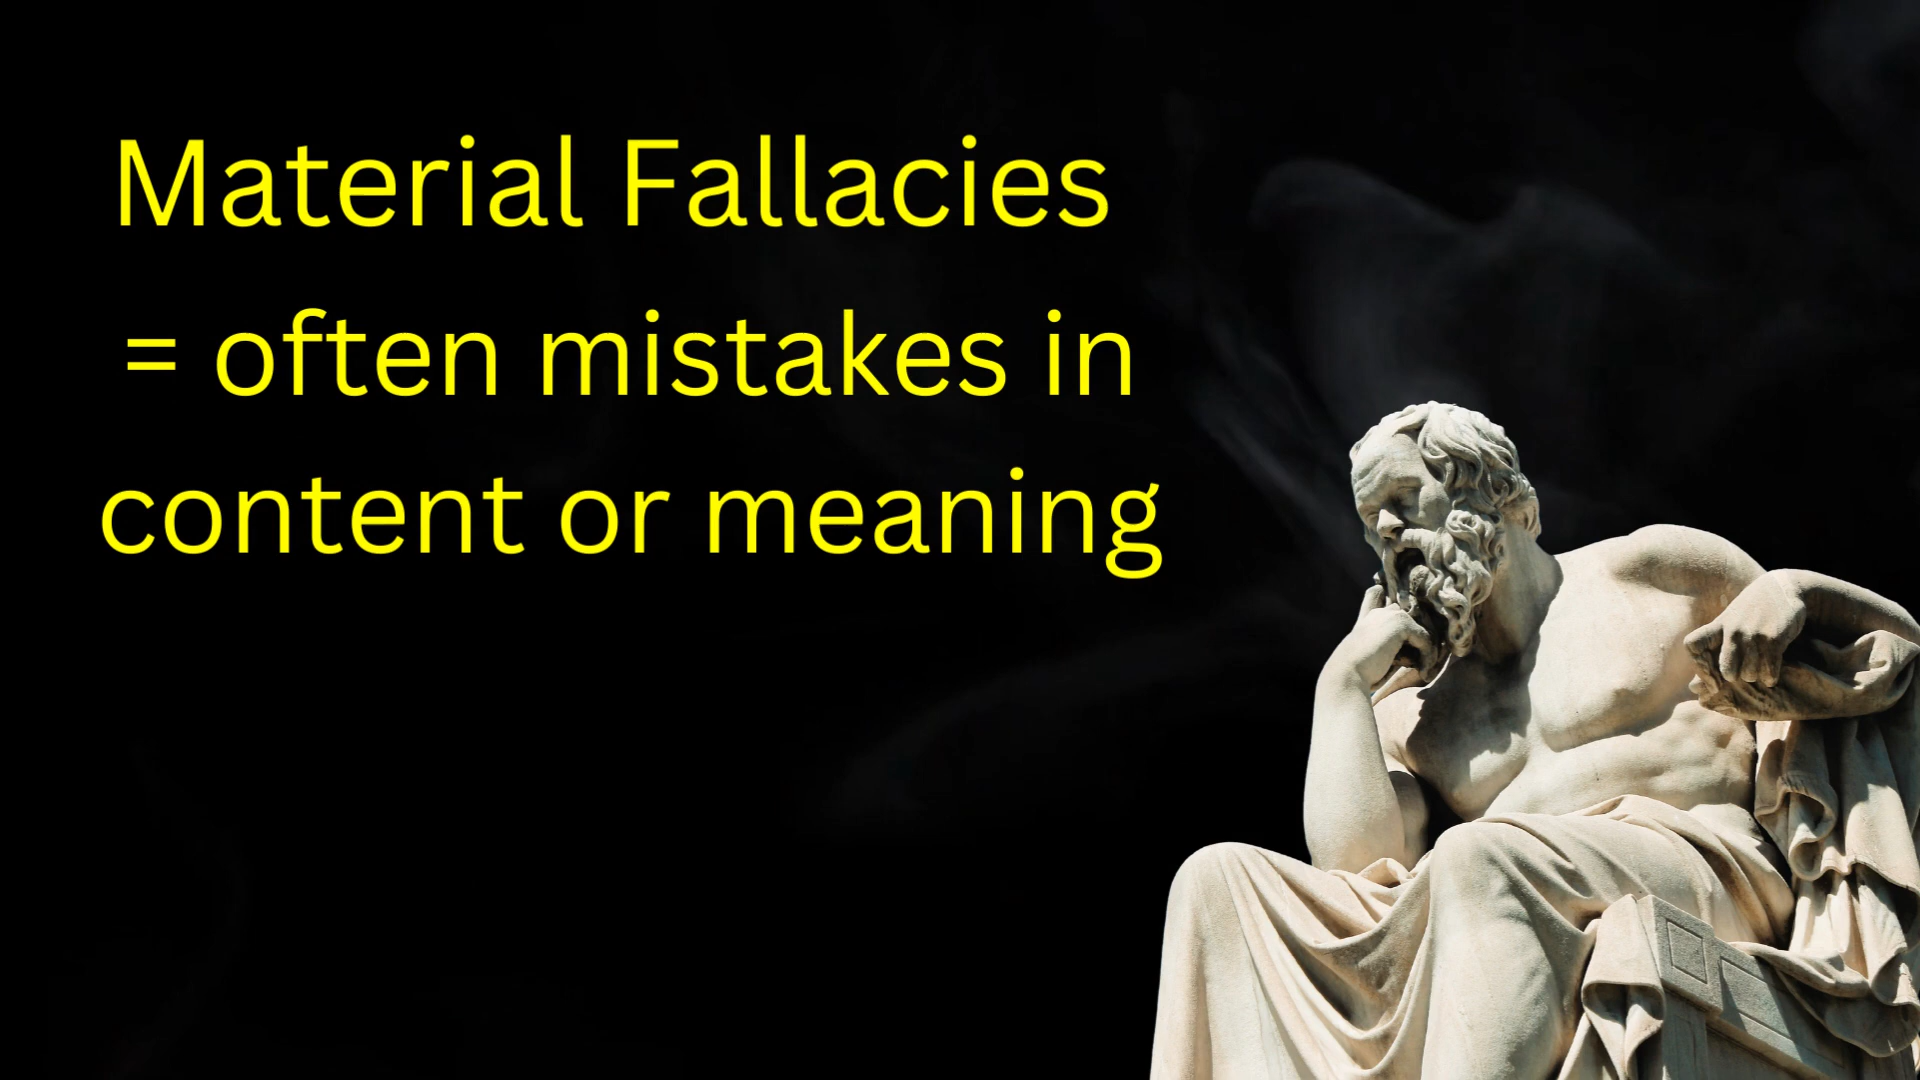 Material Fallacies
= often mistakes in
content or meaning